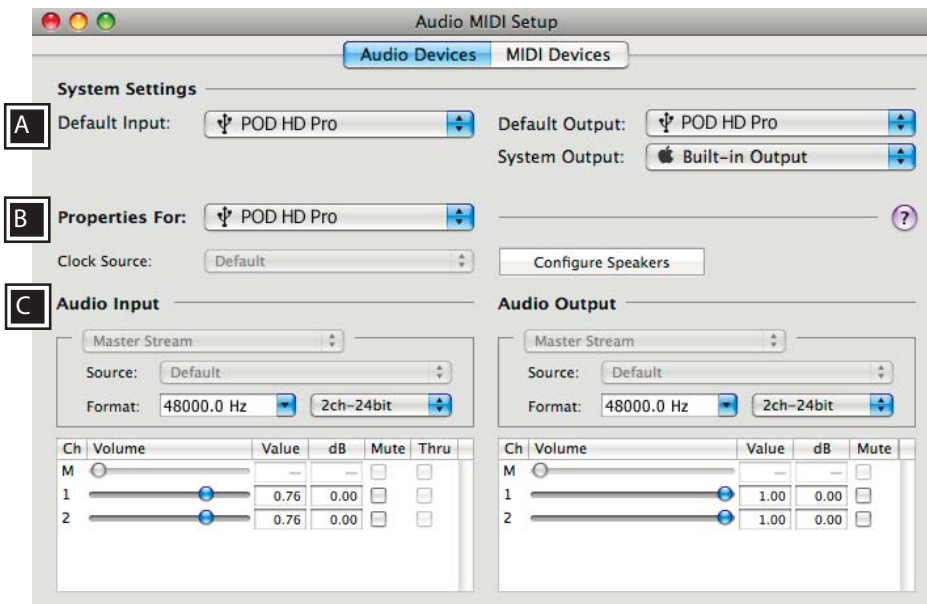 Audio MIDI Setup
Audio Devices MIDI Devices
System Settings
A Default Input: POD HD Pro Default Output: POD HD Pro
System Output: Built-in Output
B Properties For: POD HD Pro ?
Clock Source: Default Configure Speakers
C Audio Input Audio Output
Master Stream Master Stream
Source: Default Source: Default
Format: 48000.0 Hz 2ch-24bit Format: 48000.0 Hz 2ch-24bit
Ch Volume Value dB Mute Thru Ch Volume Value dB Mute
M — — M — —
1 0.76 0.00 1 1.00 0.00
2 0.76 0.00 2 1.00 0.00